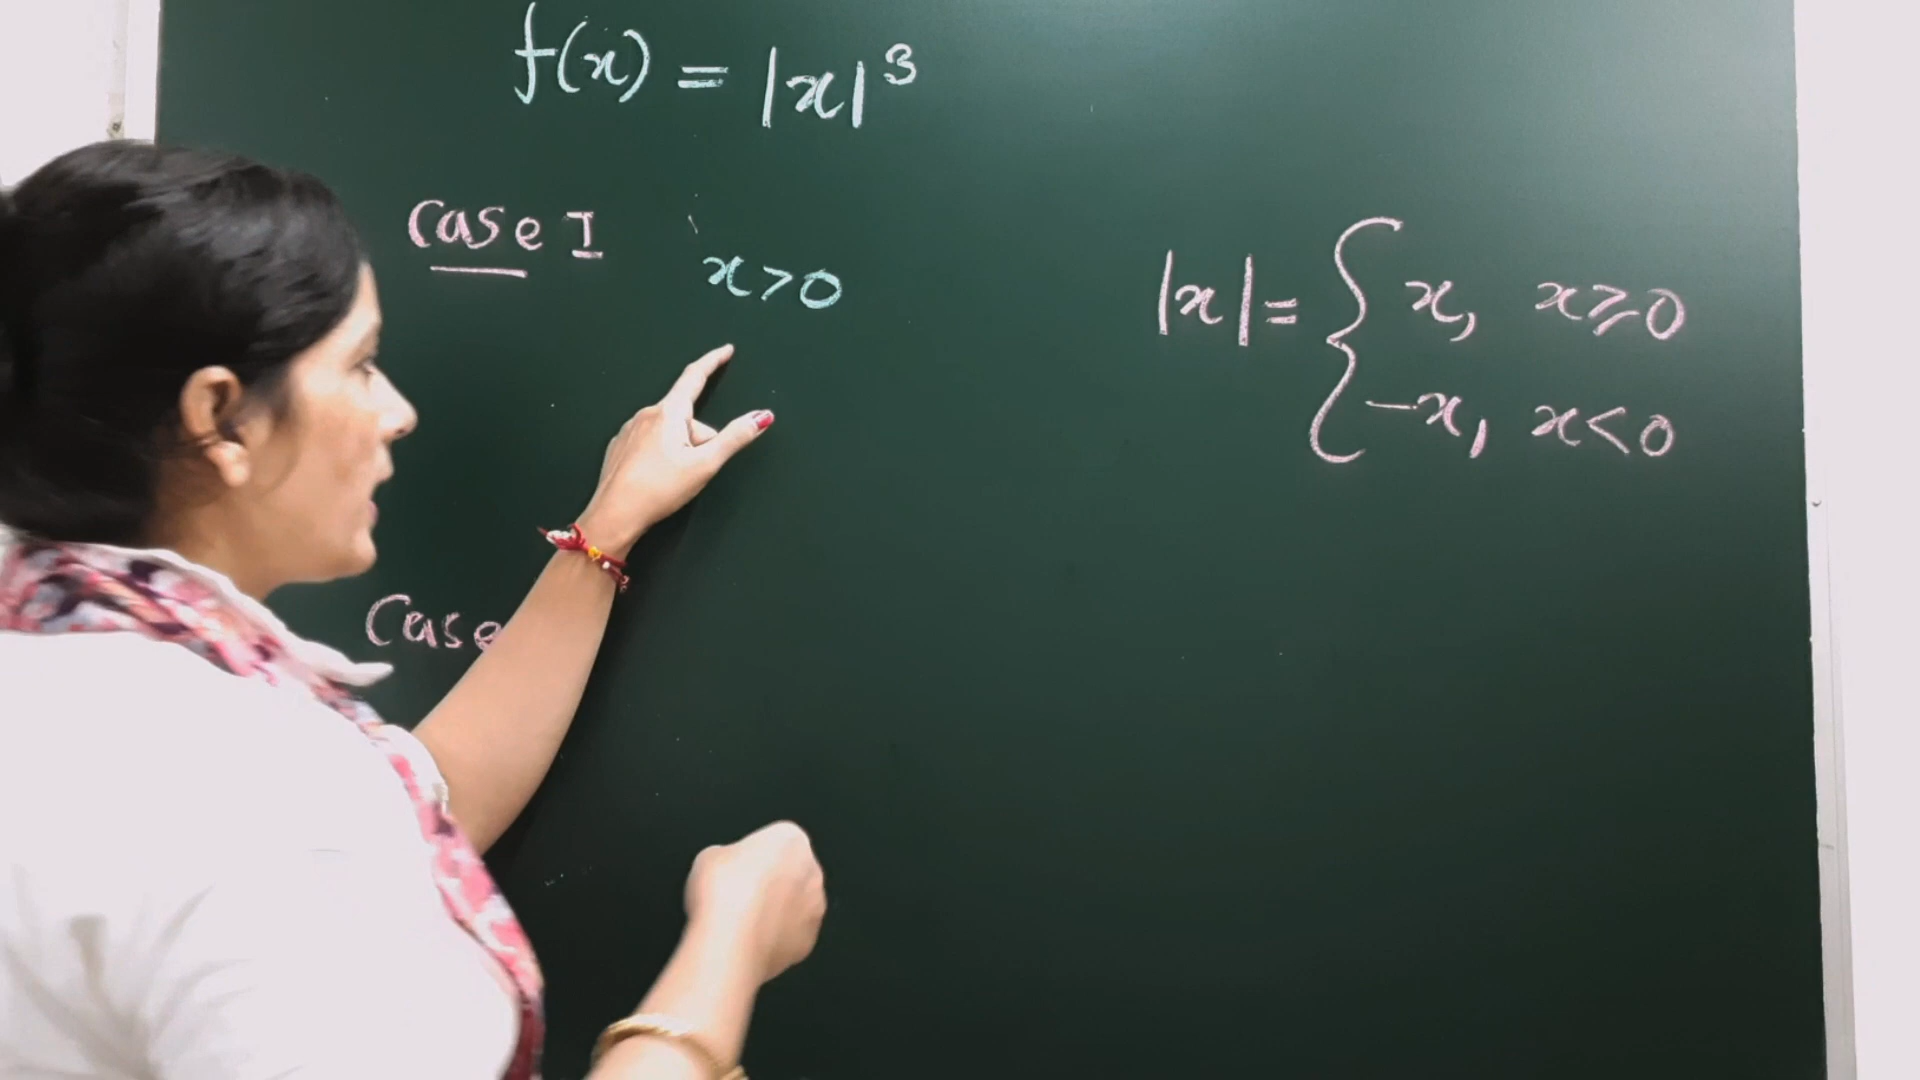 f(x) = |x|³
Case I
x>0
|x| = { x, x≥0
-x, x<0
Case